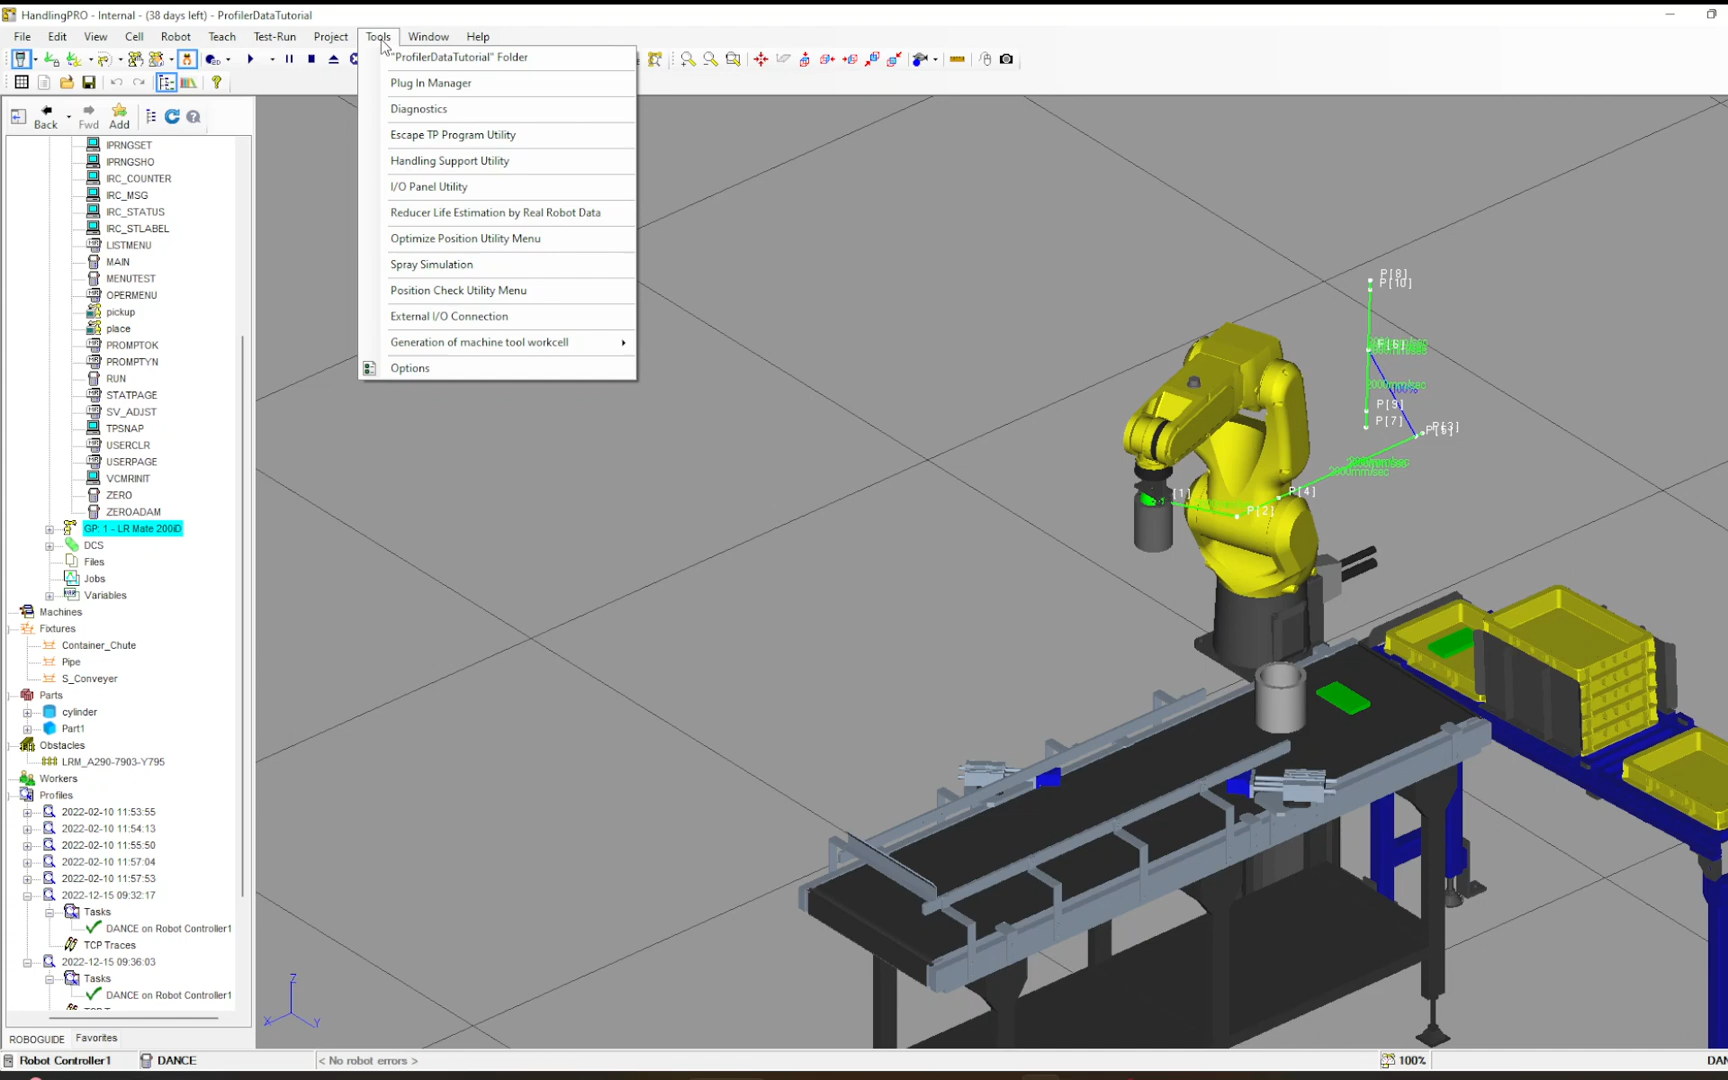 HandlingPRO - Internal - (38 days left) - ProfilerDataTutorial
File Edit View Cell Robot Teach Test-Run Project Tools Window Help
"ProfilerDataTutorial" Folder
Plug In Manager
Diagnostics
Escape TP Program Utility
Handling Support Utility
I/O Panel Utility
Reducer Life Estimation by Real Robot Data
Optimize Position Utility Menu
Spray Simulation
Position Check Utility Menu
External I/O Connection
Generation of machine tool workcell
Options
Back Fwd Add
IPRNGSET
IPRNGSHO
IRC_COUNTER
IRC_MSG
IRC_STATUS
IRC_STLABEL
LISTMENU
MAIN
MENUTEST
OPERMENU
pickup
place
PROMPTOK
PROMPTYN
RUN
STATPAGE
SV_ADJST
TPSNAP
USERCLR
USERPAGE
VCMRINIT
ZERO
ZEROADAM
GP: 1 - LR Mate 200iD
DCS
Files
Jobs
Variables
Machines
Fixtures
Container_Chute
Pipe
S_Conveyer
Parts
cylinder
Part1
Obstacles
LRM_A290-7903-Y795
Workers
Profiles
2022-02-10 11:53:55
2022-02-10 11:54:13
2022-02-10 11:55:50
2022-02-10 11:57:04
2022-02-10 11:57:53
2022-12-15 09:32:17
Tasks
DANCE on Robot Controller1
TCP Traces
2022-12-15 09:36:03
Tasks
DANCE on Robot Controller1
ROBOGUIDE Favorites
P[8]
P[10]
2000mm/sec
P[9]
P[7]
P[4]
P[2]
Z
X Y
Robot Controller1 DANCE < No robot errors > 100%